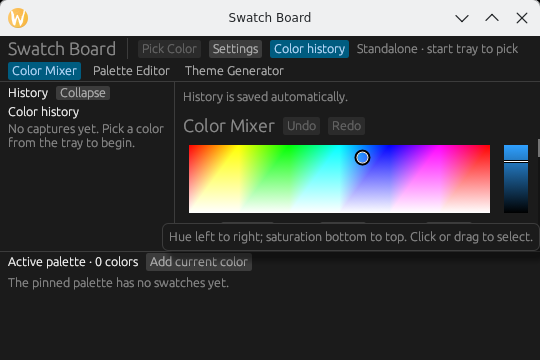 Swatch Board
Swatch Board Pick Color Settings Color history Standalone · start tray to pick
Color Mixer Palette Editor Theme Generator
History Collapse
Color history
No captures yet. Pick a color
from the tray to begin.
History is saved automatically.
Color Mixer Undo Redo
Hue left to right; saturation bottom to top. Click or drag to select.
Active palette · 0 colors Add current color
The pinned palette has no swatches yet.